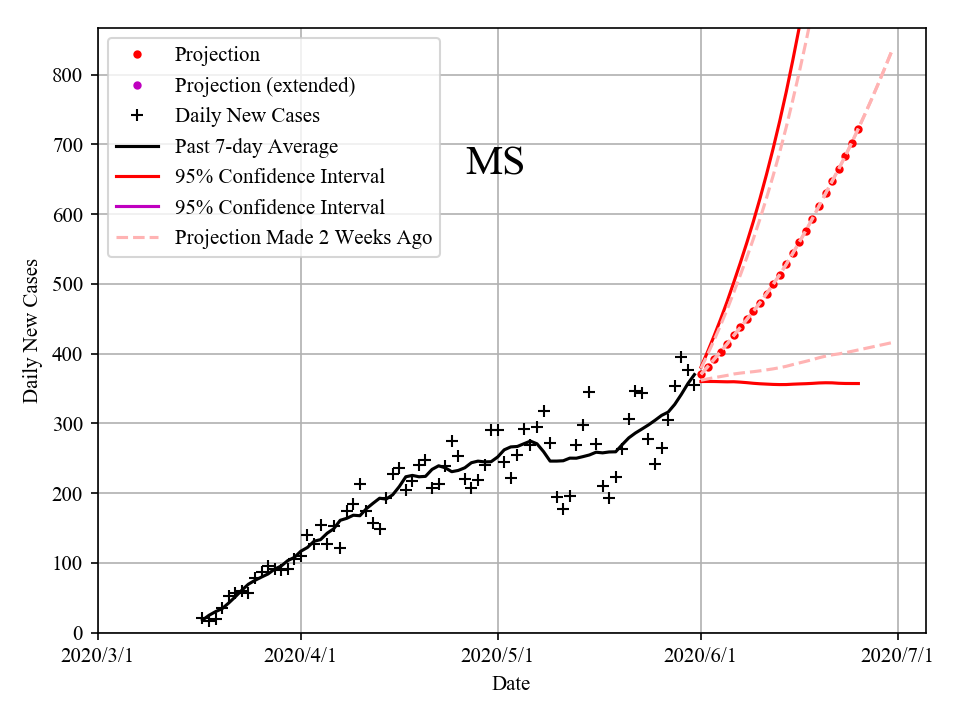 Projection
Projection (extended)
Daily New Cases
Past 7-day Average
95% Confidence Interval
95% Confidence Interval
Projection Made 2 Weeks Ago
MS
800
700
600
500
400
300
200
100
0
Daily New Cases
2020/3/1 2020/4/1 2020/5/1 2020/6/1 2020/7/1
Date